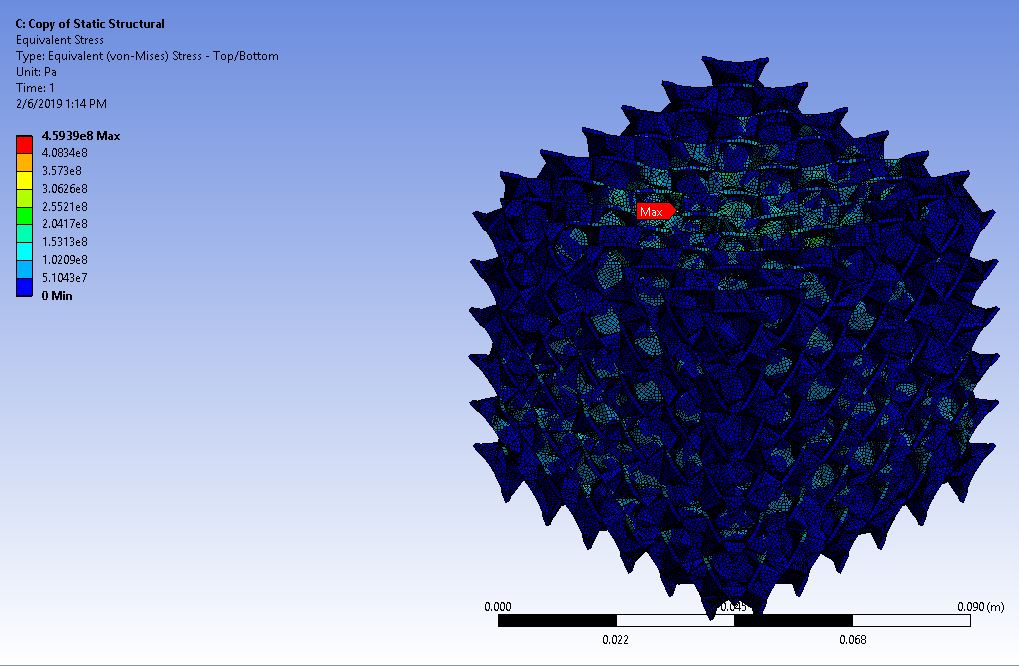 C: Copy of Static Structural
Equivalent Stress
Type: Equivalent (von-Mises) Stress - Top/Bottom
Unit: Pa
Time: 1
2/6/2019 1:14 PM
4.5939e8 Max
4.0834e8
3.573e8
3.0626e8
2.5521e8
2.0417e8
1.5313e8
1.0209e8
5.1043e7
0 Min
Max
0.000
0.045
0.090 (m)
0.022
0.068